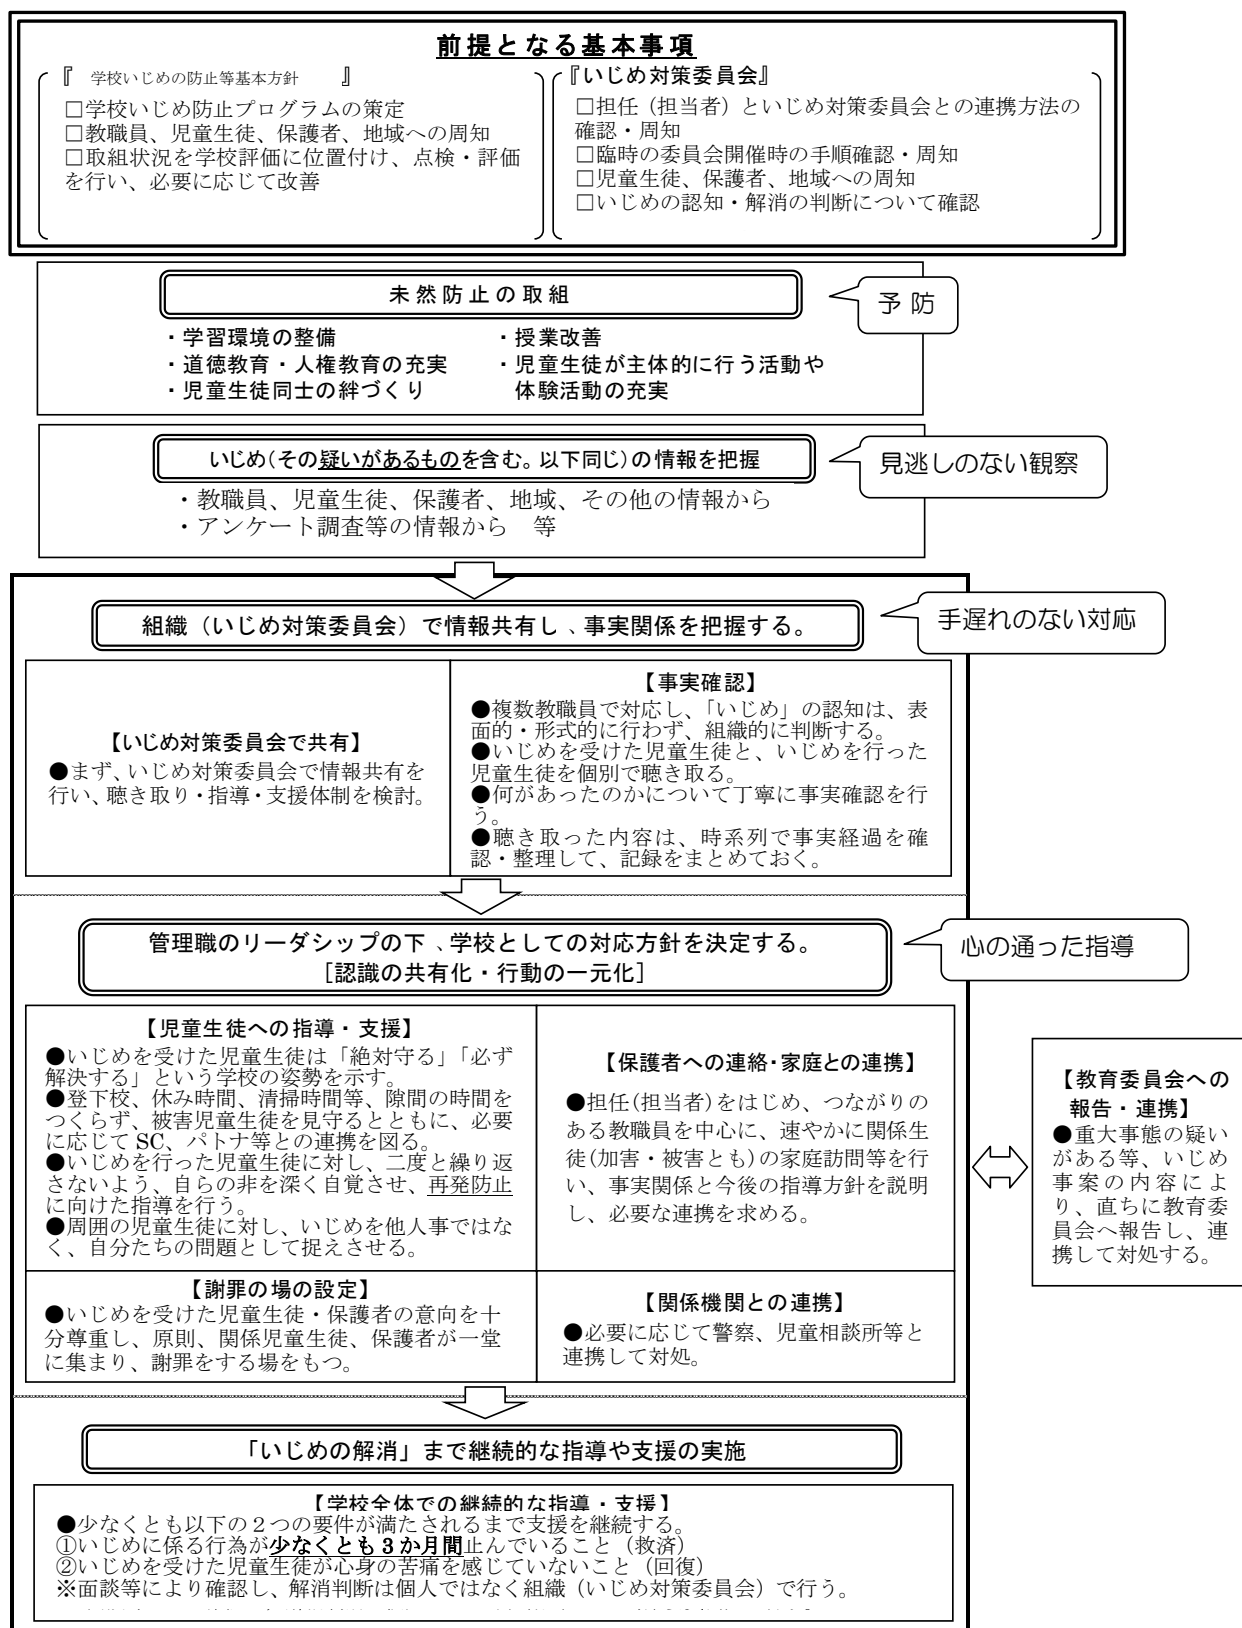 前提となる基本事項
『　学校いじめの防止等基本方針　　』
□学校いじめ防止プログラムの策定
□教職員、児童生徒、保護者、地域への周知
□取組状況を学校評価に位置付け、点検・評価
を行い、必要に応じて改善
『いじめ対策委員会』
□担任（担当者）といじめ対策委員会との連携方法の
確認・周知
□臨時の委員会開催時の手順確認・周知
□児童生徒、保護者、地域への周知
□いじめの認知・解消の判断について確認
未然防止の取組
予防
・学習環境の整備
・道徳教育・人権教育の充実
・児童生徒同士の絆づくり
・授業改善
・児童生徒が主体的に行う活動や
体験活動の充実
いじめ（その疑いがあるものを含む。以下同じ）の情報を把握
見逃しのない観察
・教職員、児童生徒、保護者、地域、その他の情報から
・アンケート調査等の情報から　等
組織（いじめ対策委員会）で情報共有し、事実関係を把握する。
手遅れのない対応
【いじめ対策委員会で共有】
●まず、いじめ対策委員会で情報共有を
行い、聴き取り・指導・支援体制を検討。
【事実確認】
●複数教職員で対応し、「いじめ」の認知は、表
面的・形式的に行わず、組織的に判断する。
●いじめを受けた児童生徒と、いじめを行った
児童生徒を個別で聴き取る。
●何があったのかについて丁寧に事実確認を行
う。
●聴き取った内容は、時系列で事実経過を確
認・整理して、記録をまとめておく。
管理職のリーダシップの下、学校としての対応方針を決定する。
［認識の共有化・行動の一元化］
心の通った指導
【児童生徒への指導・支援】
●いじめを受けた児童生徒は「絶対守る」「必ず
解決する」という学校の姿勢を示す。
●登下校、休み時間、清掃時間等、隙間の時間を
つくらず、被害児童生徒を見守るとともに、必要
に応じて SC、パトナ等との連携を図る。
●いじめを行った児童生徒に対し、二度と繰り返
さないよう、自らの非を深く自覚させ、再発防止
に向けた指導を行う。
●周囲の児童生徒に対し、いじめを他人事ではな
く、自分たちの問題として捉えさせる。
【保護者への連絡・家庭との連携】
●担任(担当者)をはじめ、つながりの
ある教職員を中心に、速やかに関係生
徒(加害・被害とも)の家庭訪問等を行
い、事実関係と今後の指導方針を説明
し、必要な連携を求める。
【教育委員会への
報告・連携】
●重大事態の疑い
がある等、いじめ
事案の内容によ
り、直ちに教育委
員会へ報告し、連
携して対処する。
【謝罪の場の設定】
●いじめを受けた児童生徒・保護者の意向を十
分尊重し、原則、関係児童生徒、保護者が一堂
に集まり、謝罪をする場をもつ。
【関係機関との連携】
●必要に応じて警察、児童相談所等と
連携して対処。
「いじめの解消」まで継続的な指導や支援の実施
【学校全体での継続的な指導・支援】
●少なくとも以下の２つの要件が満たされるまで支援を継続する。
①いじめに係る行為が少なくとも３か月間止んでいること（救済）
②いじめを受けた児童生徒が心身の苦痛を感じていないこと（回復）
※面談等により確認し、解消判断は個人ではなく組織（いじめ対策委員会）で行う。